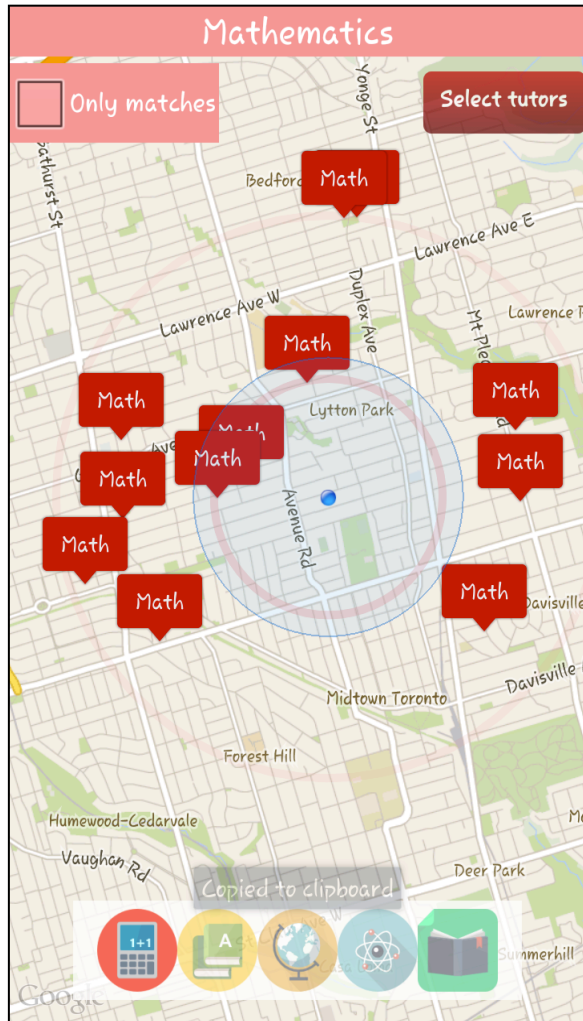 Mathematics
Only matches
Select tutors
Yonge St
Bathurst St
Bedford
Math
Lawrence Ave E
Duplex Ave
Lawrence Ave W
Lawrence P
Math
Mt Pleasant
Math
Math
Lytton Park
Math
Math
Math
Math
Avenue Rd
Math
Math
Math
Davisville
Davisville
Midtown Toronto
Forest Hill
Humewood-Cedarvale
Vaughan Rd
Deer Park
Copied to clipboard
1+1
A
Summerhill
Google